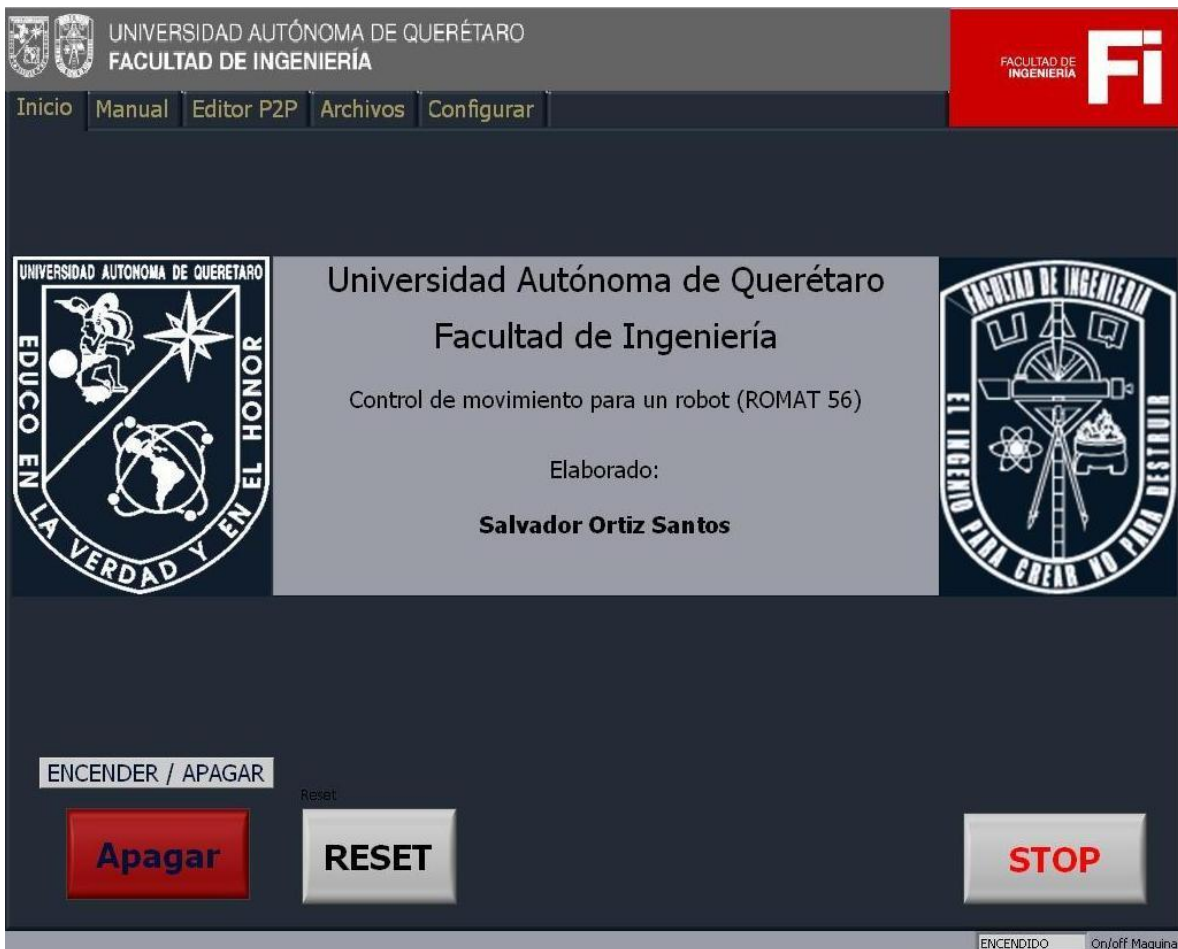 UNIVERSIDAD AUTÓNOMA DE QUERÉTARO
FACULTAD DE INGENIERÍA
FACULTAD DE
INGENIERÍA
Fi
Inicio Manual Editor P2P Archivos Configurar
UNIVERSIDAD AUTONOMA DE QUERETARO
EDUCO EN LA VERDAD Y EN EL HONOR
Universidad Autónoma de Querétaro
Facultad de Ingeniería
Control de movimiento para un robot (ROMAT 56)
Elaborado:
Salvador Ortiz Santos
FACULTAD DE INGENIERIA
UAQ
EL INGENIO PARA CREAR NO PARA DESTRUIR
ENCENDER / APAGAR
Reset
Apagar
RESET
STOP
ENCENDIDO On/off Maquina